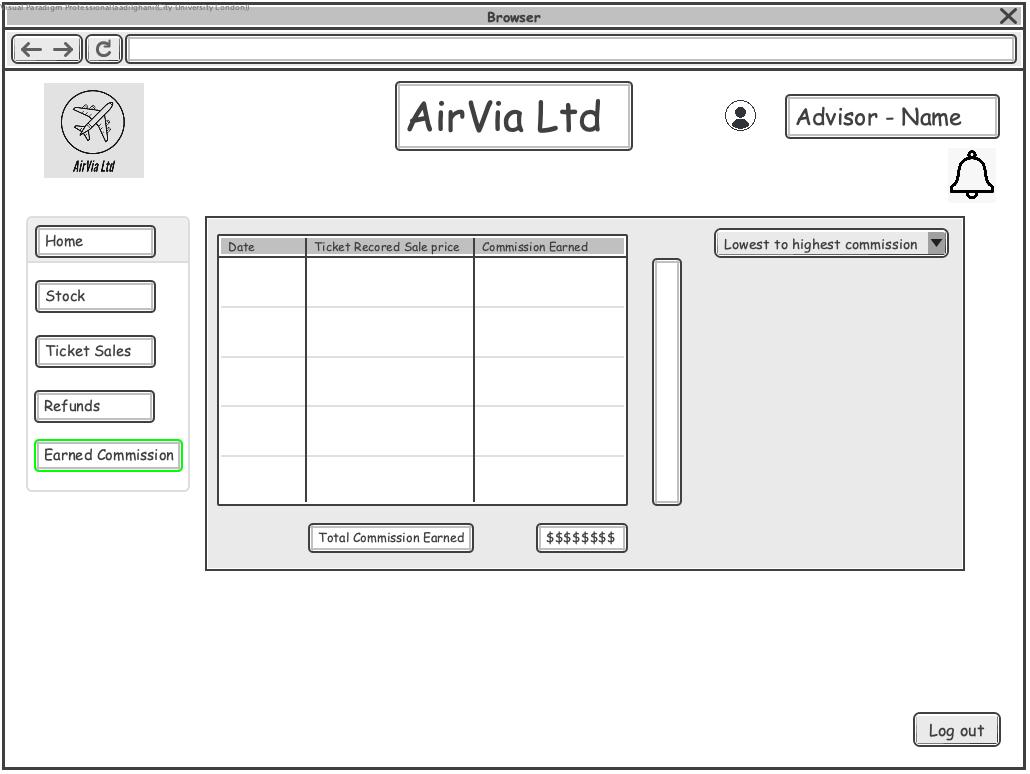 Visual Paradigm Professional(aadilghani(City University London))
Browser
AirVia Ltd
Advisor - Name
AirVia Ltd
Home
Stock
Ticket Sales
Refunds
Earned Commission
Date Ticket Recored Sale price Commission Earned
Lowest to highest commission
Total Commission Earned $$$$$$$$
Log out